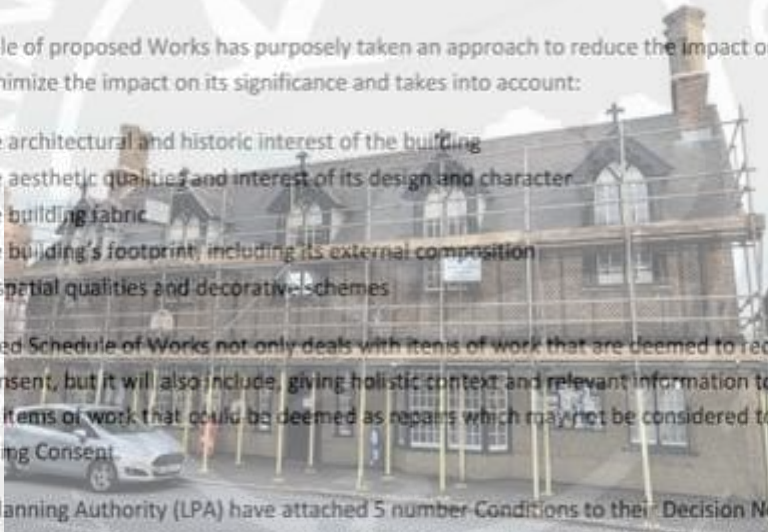 le of proposed Works has purposely taken an approach to reduce the impact o
nimize the impact on its significance and takes into account:
e architectural and historic interest of the building
e aesthetic qualities and interest of its design and character
e building fabric
e building's footprint, including its external composition
spatial qualities and decorative schemes
ed Schedule of Works not only deals with items of work that are deemed to rec
nsent, but it will also include, giving holistic context and relevant information to
items of work that could be deemed as repairs which may not be considered to
ing Consent.
lanning Authority (LPA) have attached 5 number Conditions to their Decision No